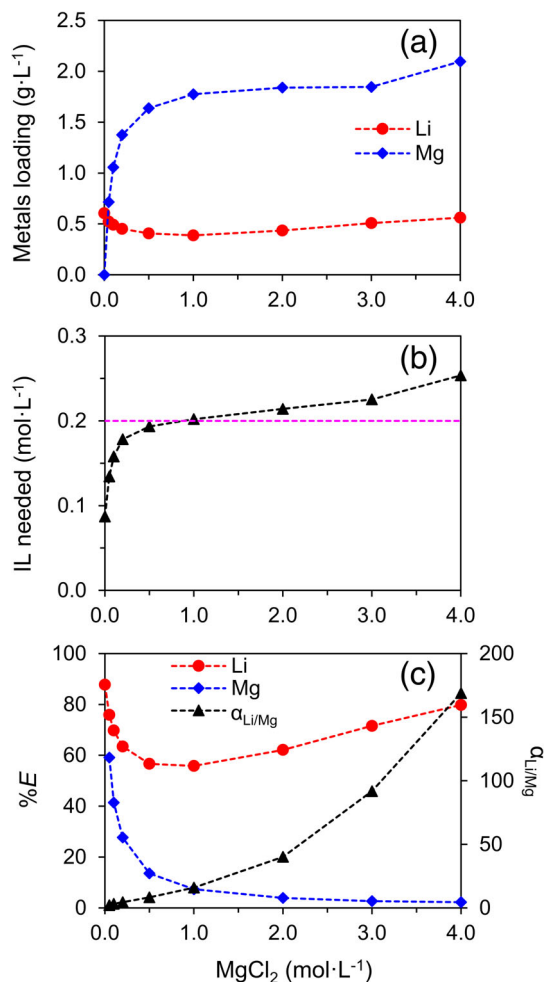 (a)
Metals loading (g·L⁻¹)
2.5
2.0
1.5
1.0
0.5
0.0
Li
Mg
0.0 1.0 2.0 3.0 4.0
(b)
IL needed (mol·L⁻¹)
0.3
0.2
0.1
0.0
0.0 1.0 2.0 3.0 4.0
(c)
%E
100
80
60
40
20
0
Li
Mg
α Li/Mg
200
150
100
50
0
α Li/Mg
0.0 1.0 2.0 3.0 4.0
MgCl₂ (mol·L⁻¹)